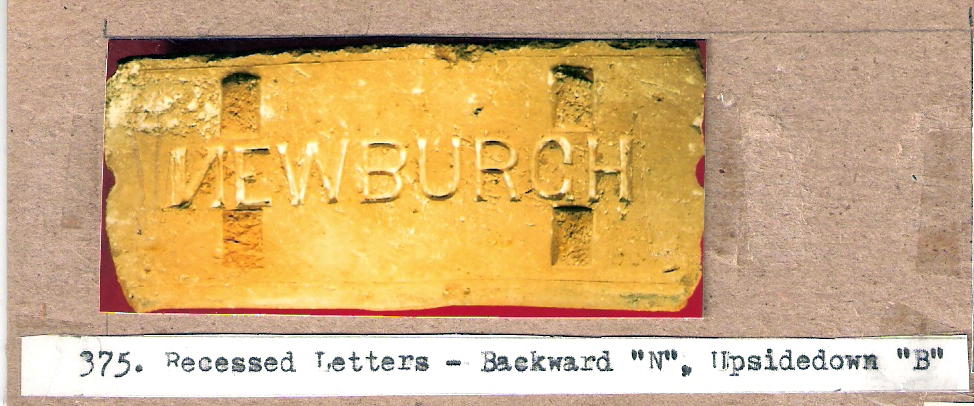 NEWBURGH
375. Recessed Letters - Backward "N", Upsidedown "B"